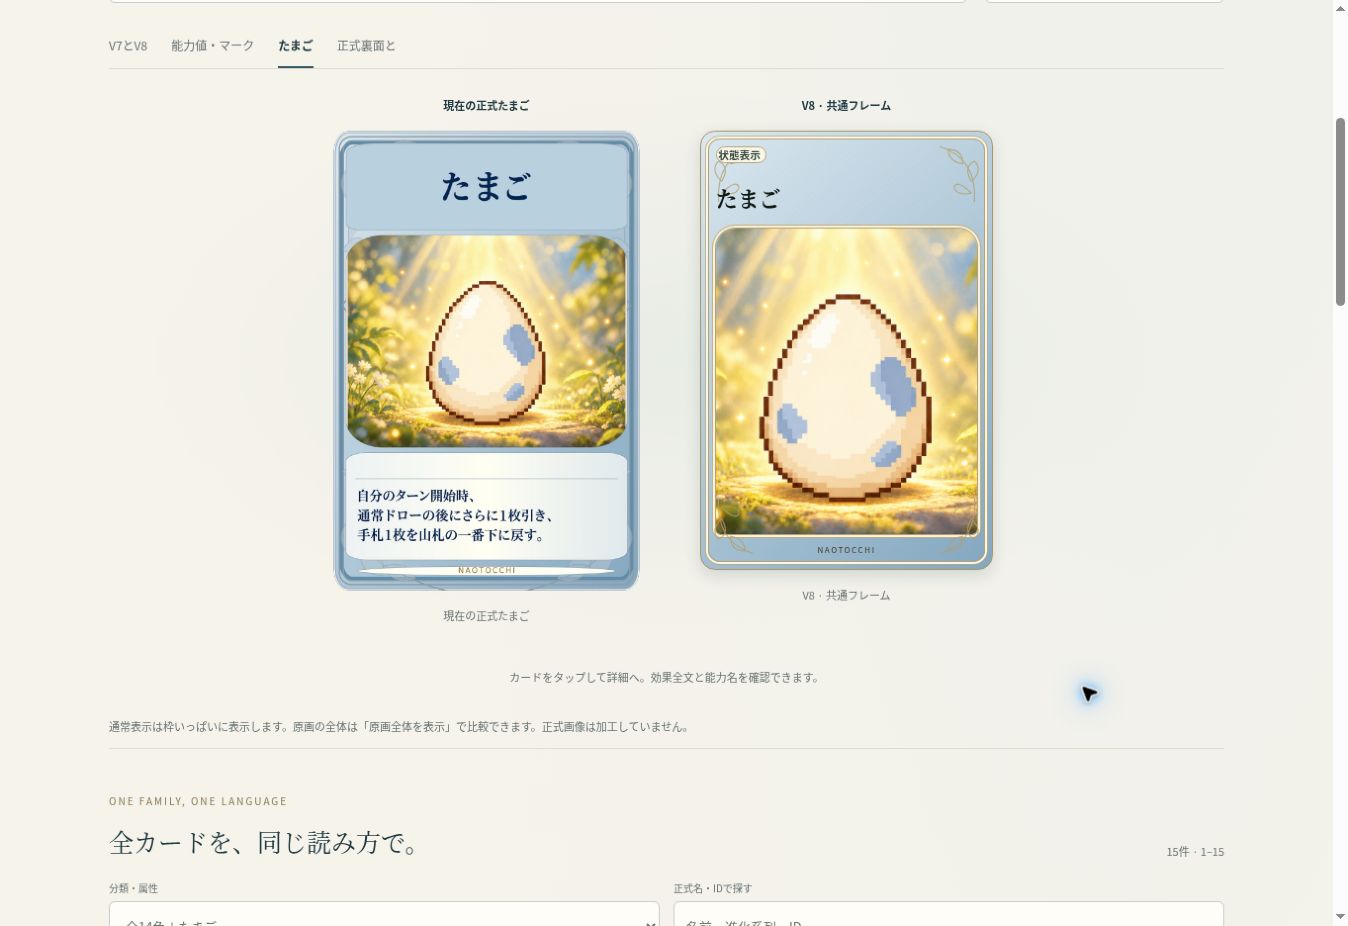 V7とV8 能力値・マーク たまご 正式裏面と
現在の正式たまご
たまご
自分のターン開始時、
通常ドローの後にさらに1枚引き、
手札1枚を山札の一番下に戻す。
NAOTOCCHI
現在の正式たまご
V8 · 共通フレーム
状態表示
たまご
NAOTOCCHI
V8 · 共通フレーム
カードをタップして詳細へ。効果全文と能力名を確認できます。
通常表示は枠いっぱいに表示します。原画の全体は「原画全体を表示」で比較できます。正式画像は加工していません。
ONE FAMILY, ONE LANGUAGE
全カードを、同じ読み方で。
15件 · 1–15
分類・属性
正式名・IDで探す